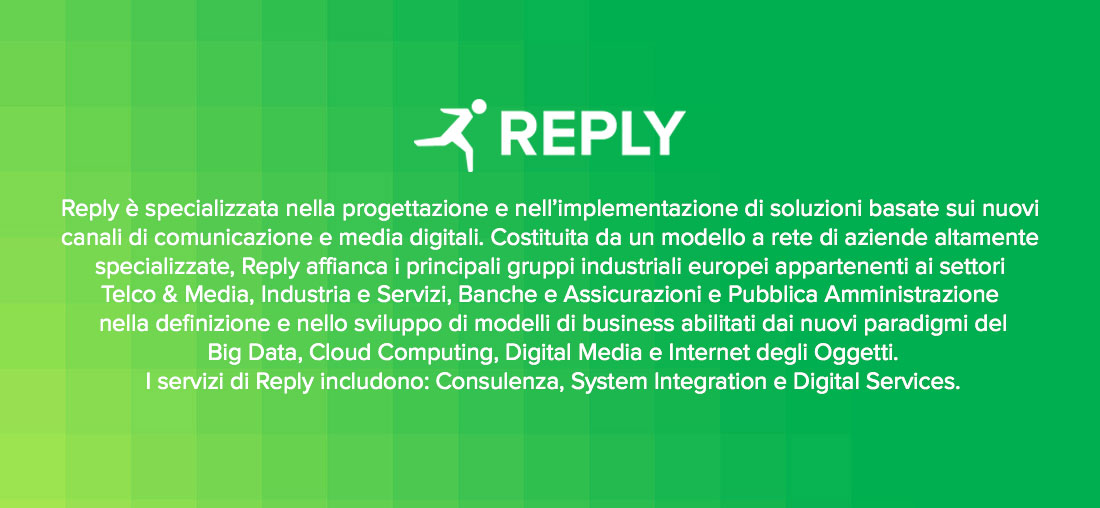 REPLY
Reply è specializzata nella progettazione e nell’implementazione di soluzioni basate sui nuovi
canali di comunicazione e media digitali. Costituita da un modello a rete di aziende altamente
specializzate, Reply affianca i principali gruppi industriali europei appartenenti ai settori
Telco & Media, Industria e Servizi, Banche e Assicurazioni e Pubblica Amministrazione
nella definizione e nello sviluppo di modelli di business abilitati dai nuovi paradigmi del
Big Data, Cloud Computing, Digital Media e Internet degli Oggetti.
I servizi di Reply includono: Consulenza, System Integration e Digital Services.